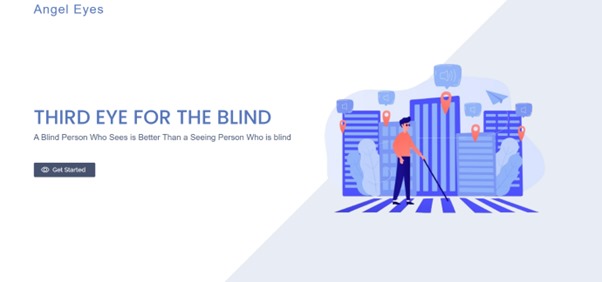 Angel Eyes
THIRD EYE FOR THE BLIND
A Blind Person Who Sees is Better Than a Seeing Person Who is blind
Get Started